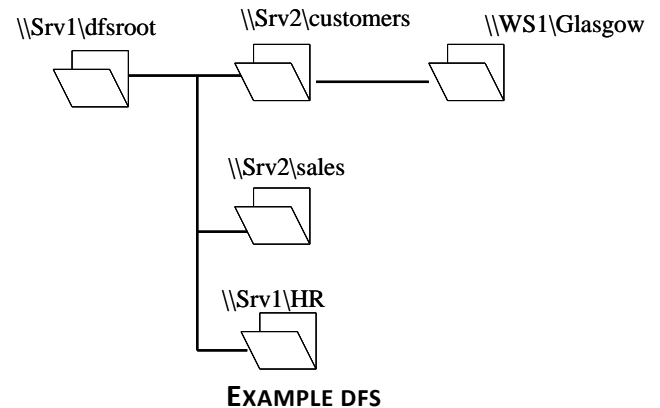 \\Srv1\dfsroot
\\Srv2\customers
\\WS1\Glasgow
\\Srv2\sales
\\Srv1\HR
EXAMPLE DFS